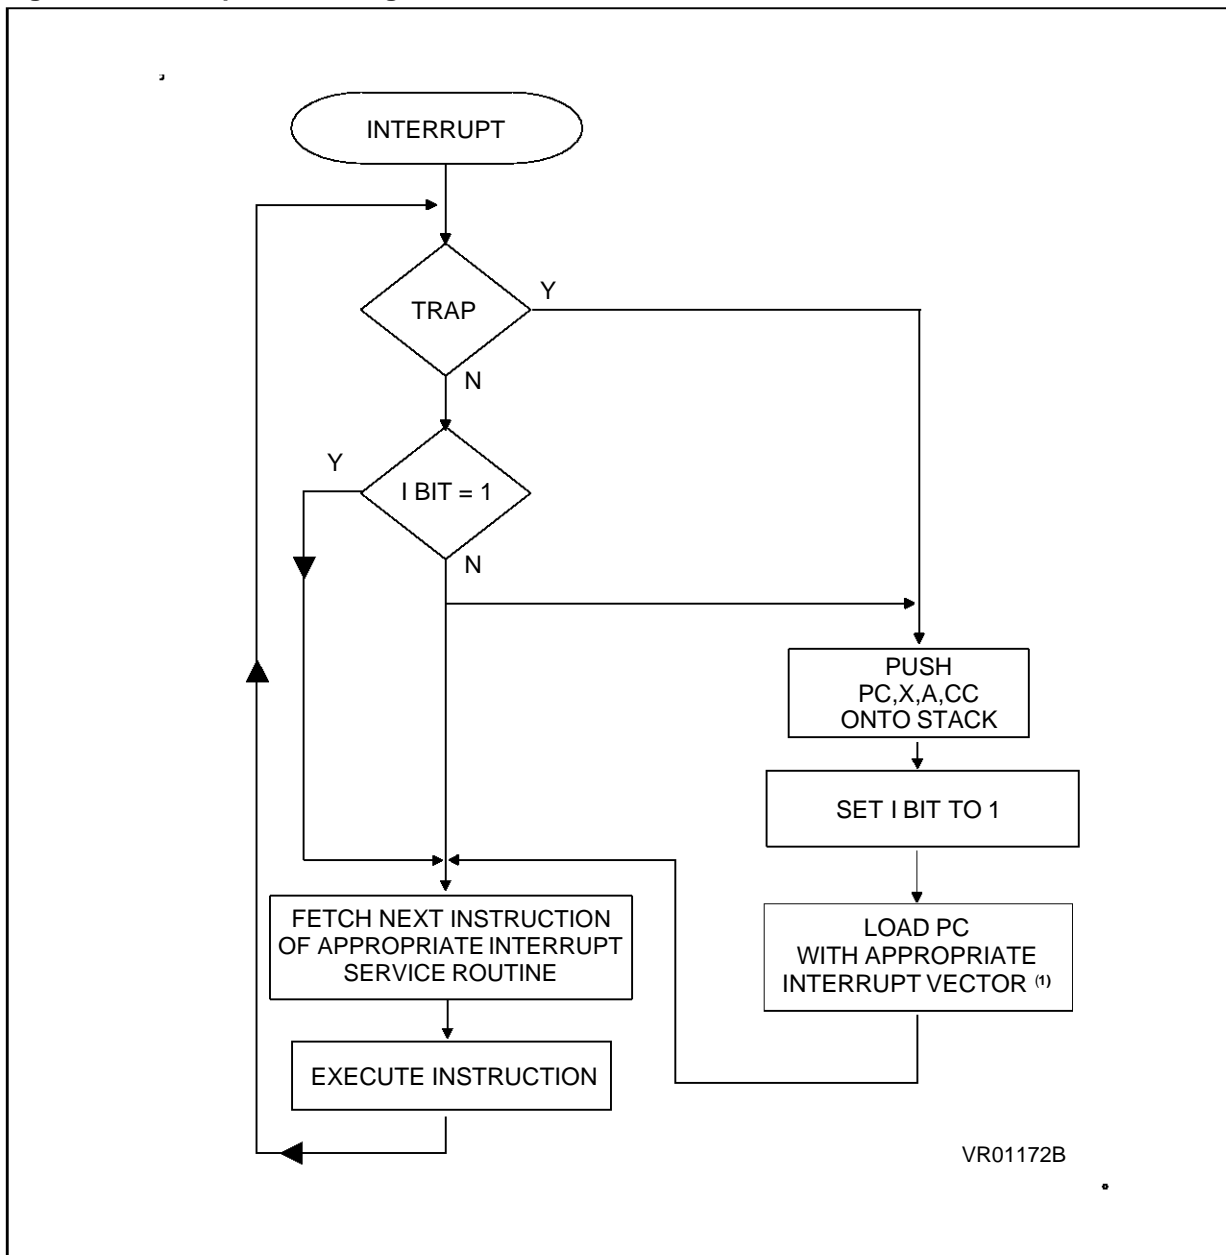 INTERRUPT
TRAP
Y
N
I BIT = 1
Y
N
PUSH
PC,X,A,CC
ONTO STACK
SET I BIT TO 1
LOAD PC
WITH APPROPRIATE
INTERRUPT VECTOR (1)
FETCH NEXT INSTRUCTION
OF APPROPRIATE INTERRUPT
SERVICE ROUTINE
EXECUTE INSTRUCTION
VR01172B